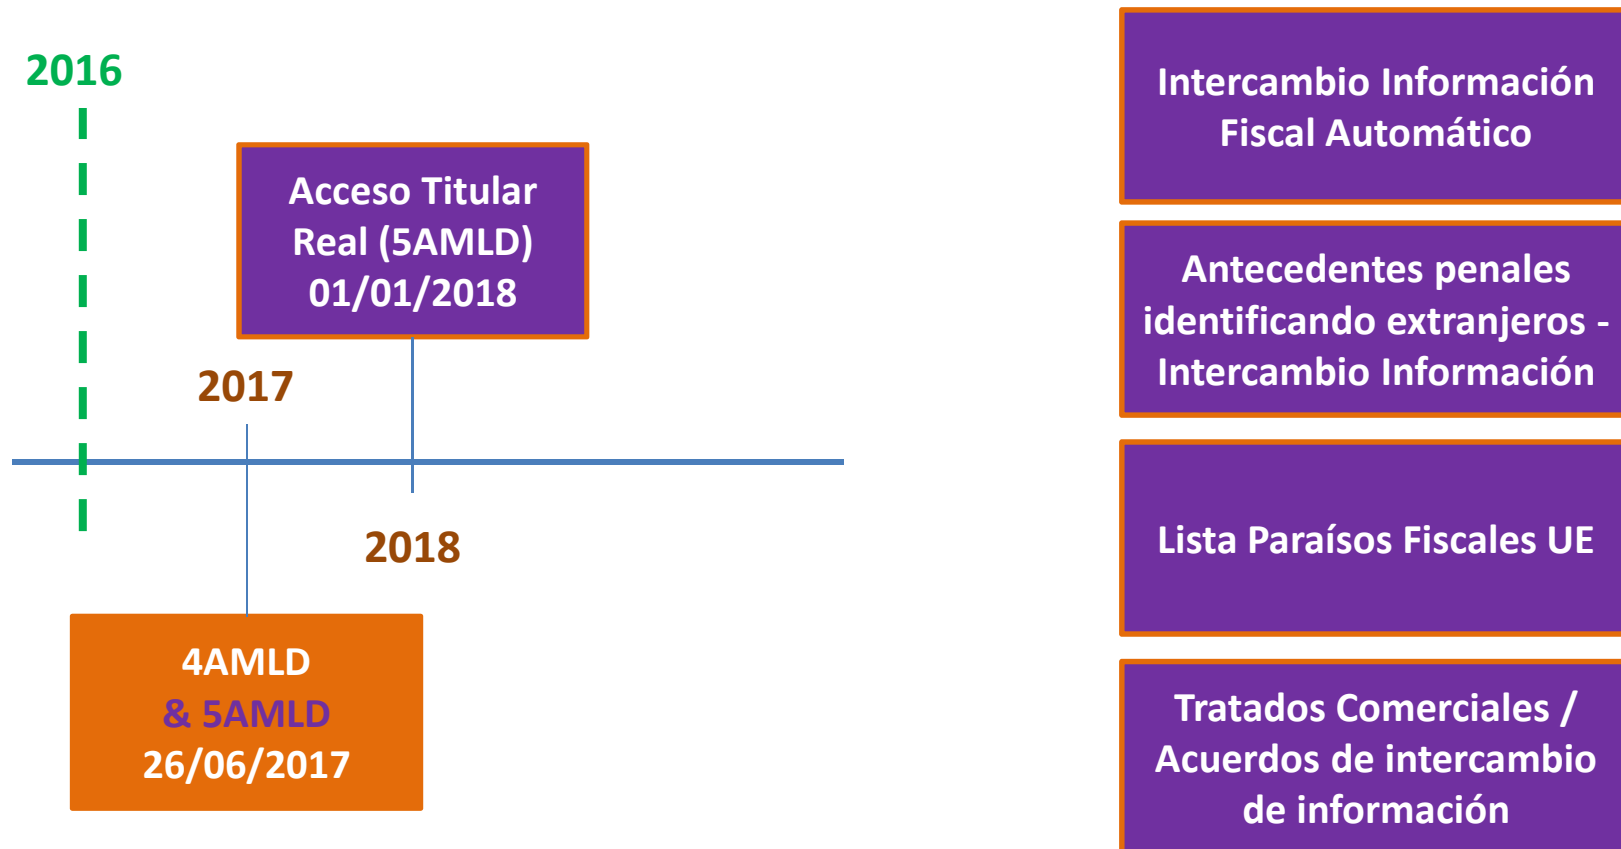 2016
Acceso Titular
Real (5AMLD)
01/01/2018
2017
2018
4AMLD
& 5AMLD
26/06/2017
Intercambio Información
Fiscal Automático
Antecedentes penales
identificando extranjeros -
Intercambio Información
Lista Paraísos Fiscales UE
Tratados Comerciales /
Acuerdos de intercambio
de información